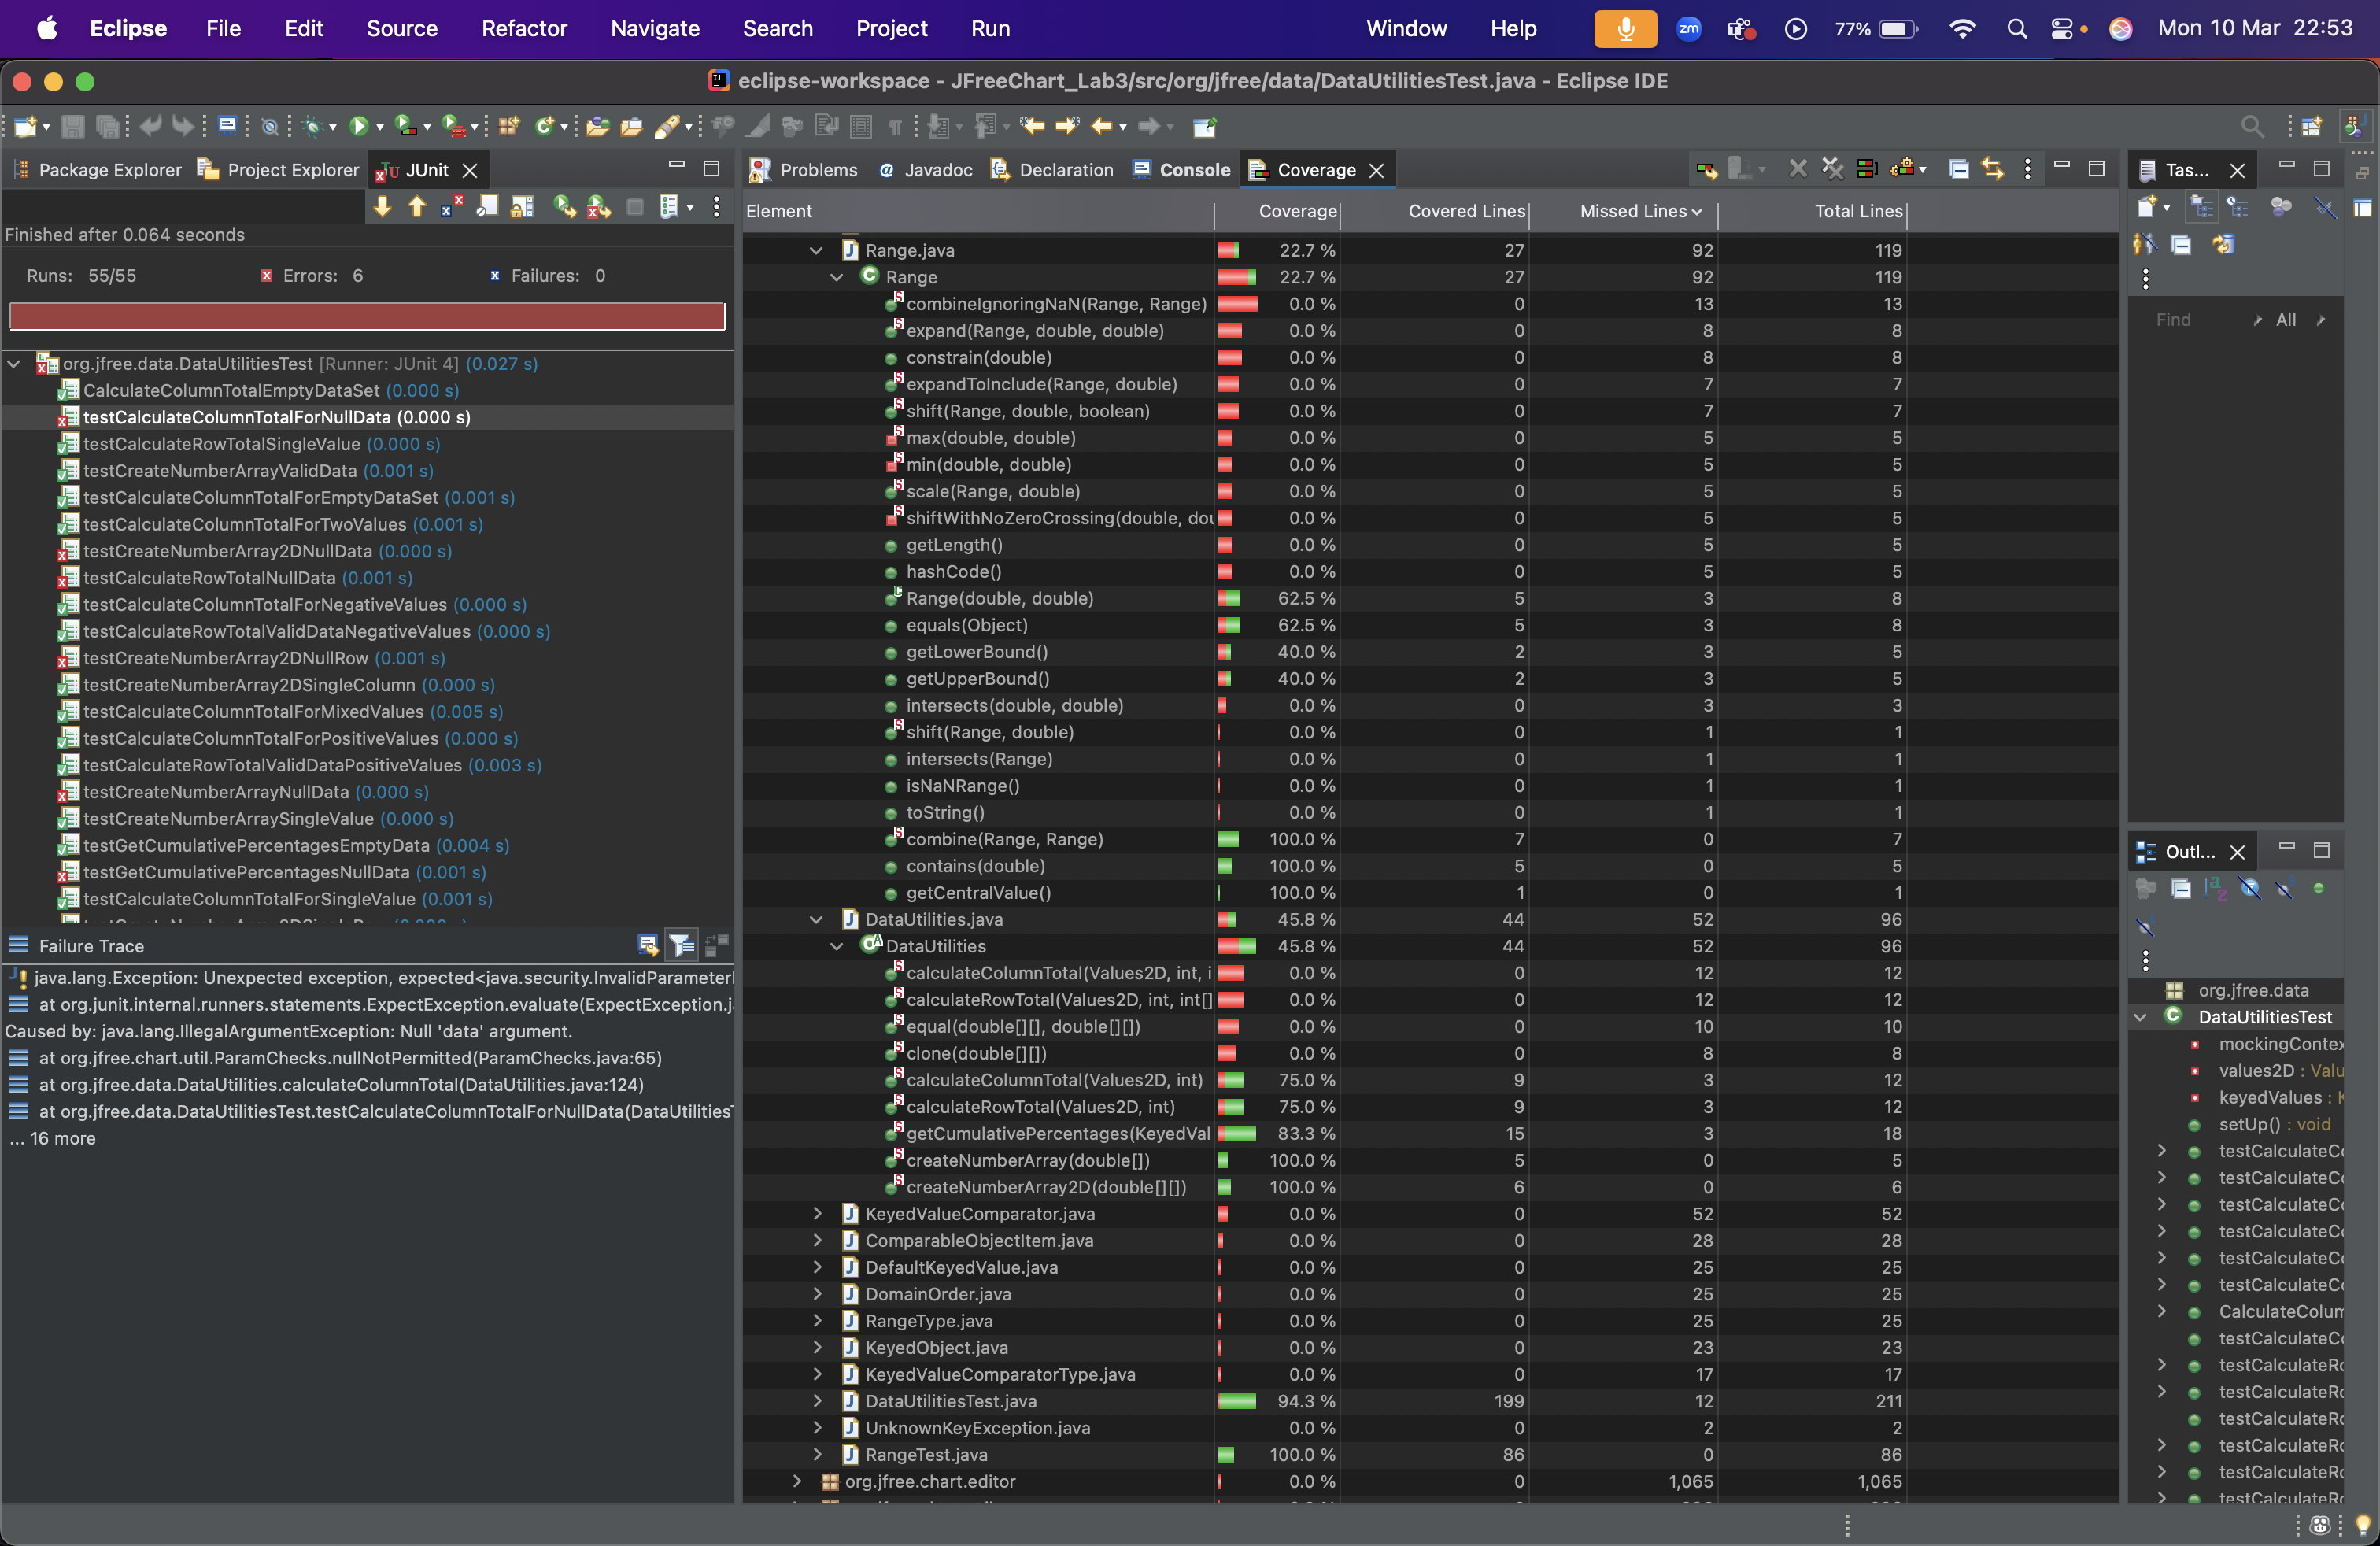 Eclipse File Edit Source Refactor Navigate Search Project Run Window Help zm 77% Mon 10 Mar 22:53
eclipse-workspace - JFreeChart_Lab3/src/org/jfree/data/DataUtilitiesTest.java - Eclipse IDE
Package Explorer Project Explorer JUnit
Finished after 0.064 seconds
Runs: 55/55 Errors: 6 Failures: 0
org.jfree.data.DataUtilitiesTest [Runner: JUnit 4] (0.027 s)
CalculateColumnTotalEmptyDataSet (0.000 s)
testCalculateColumnTotalForNullData (0.000 s)
testCalculateRowTotalSingleValue (0.000 s)
testCreateNumberArrayValidData (0.001 s)
testCalculateColumnTotalForEmptyDataSet (0.001 s)
testCalculateColumnTotalForTwoValues (0.001 s)
testCreateNumberArray2DNullData (0.000 s)
testCalculateRowTotalNullData (0.001 s)
testCalculateColumnTotalForNegativeValues (0.000 s)
testCalculateRowTotalValidDataNegativeValues (0.000 s)
testCreateNumberArray2DNullRow (0.001 s)
testCreateNumberArray2DSingleColumn (0.000 s)
testCalculateColumnTotalForMixedValues (0.005 s)
testCalculateColumnTotalForPositiveValues (0.000 s)
testCalculateRowTotalValidDataPositiveValues (0.003 s)
testCreateNumberArrayNullData (0.000 s)
testCreateNumberArraySingleValue (0.000 s)
testGetCumulativePercentagesEmptyData (0.004 s)
testGetCumulativePercentagesNullData (0.001 s)
testCalculateColumnTotalForSingleValue (0.001 s)
Failure Trace
java.lang.Exception: Unexpected exception, expected<java.security.InvalidParameter
at org.junit.internal.runners.statements.ExpectException.evaluate(ExpectException.j
Caused by: java.lang.IllegalArgumentException: Null 'data' argument.
at org.jfree.chart.util.ParamChecks.nullNotPermitted(ParamChecks.java:65)
at org.jfree.data.DataUtilities.calculateColumnTotal(DataUtilities.java:124)
at org.jfree.data.DataUtilitiesTest.testCalculateColumnTotalForNullData(DataUtilitiesT
... 16 more
Problems Javadoc Declaration Console Coverage
Element Coverage Covered Lines Missed Lines Total Lines
Range.java 22.7 % 27 92 119
Range 22.7 % 27 92 119
combineIgnoringNaN(Range, Range) 0.0 % 0 13 13
expand(Range, double, double) 0.0 % 0 8 8
constrain(double) 0.0 % 0 8 8
expandToInclude(Range, double) 0.0 % 0 7 7
shift(Range, double, boolean) 0.0 % 0 7 7
max(double, double) 0.0 % 0 5 5
min(double, double) 0.0 % 0 5 5
scale(Range, double) 0.0 % 0 5 5
shiftWithNoZeroCrossing(double, dou 0.0 % 0 5 5
getLength() 0.0 % 0 5 5
hashCode() 0.0 % 0 5 5
Range(double, double) 62.5 % 5 3 8
equals(Object) 62.5 % 5 3 8
getLowerBound() 40.0 % 2 3 5
getUpperBound() 40.0 % 2 3 5
intersects(double, double) 0.0 % 0 3 3
shift(Range, double) 0.0 % 0 1 1
intersects(Range) 0.0 % 0 1 1
isNaNRange() 0.0 % 0 1 1
toString() 0.0 % 0 1 1
combine(Range, Range) 100.0 % 7 0 7
contains(double) 100.0 % 5 0 5
getCentralValue() 100.0 % 1 0 1
DataUtilities.java 45.8 % 44 52 96
DataUtilities 45.8 % 44 52 96
calculateColumnTotal(Values2D, int, i 0.0 % 0 12 12
calculateRowTotal(Values2D, int, int[] 0.0 % 0 12 12
equal(double[][], double[][]) 0.0 % 0 10 10
clone(double[][]) 0.0 % 0 8 8
calculateColumnTotal(Values2D, int) 75.0 % 9 3 12
calculateRowTotal(Values2D, int) 75.0 % 9 3 12
getCumulativePercentages(KeyedVal 83.3 % 15 3 18
createNumberArray(double[]) 100.0 % 5 0 5
createNumberArray2D(double[][]) 100.0 % 6 0 6
KeyedValueComparator.java 0.0 % 0 52 52
ComparableObjectItem.java 0.0 % 0 28 28
DefaultKeyedValue.java 0.0 % 0 25 25
DomainOrder.java 0.0 % 0 25 25
RangeType.java 0.0 % 0 25 25
KeyedObject.java 0.0 % 0 23 23
KeyedValueComparatorType.java 0.0 % 0 17 17
DataUtilitiesTest.java 94.3 % 199 12 211
UnknownKeyException.java 0.0 % 0 2 2
RangeTest.java 100.0 % 86 0 86
org.jfree.chart.editor 0.0 % 0 1,065 1,065
Tas...
Find All
Outl...
org.jfree.data
DataUtilitiesTest
mockingContex
values2D : Valu
keyedValues : K
setUp() : void
testCalculateCo
testCalculateCo
testCalculateCo
testCalculateCo
testCalculateCo
testCalculateCo
CalculateColum
testCalculateCo
testCalculateRo
testCalculateRo
testCalculateRo
testCalculateRo
testCalculateRo
testCalculateRo